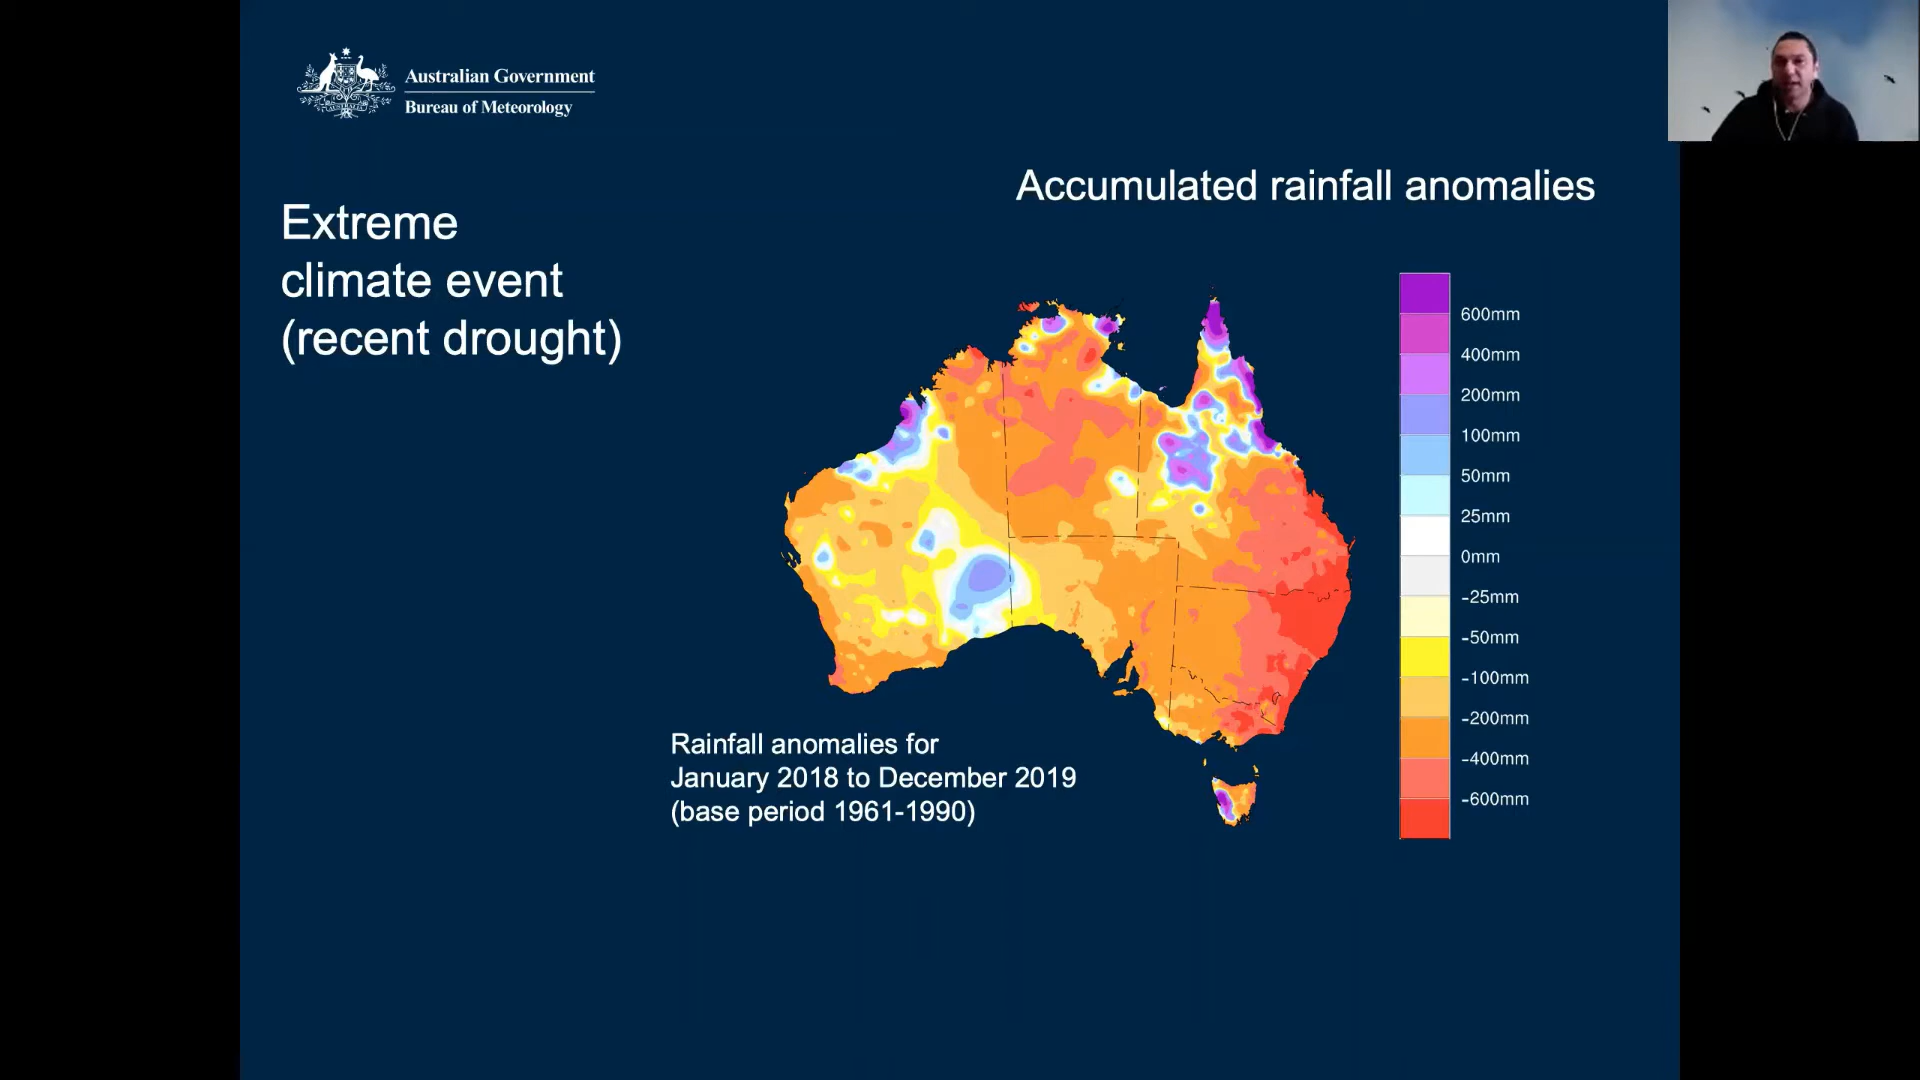 Australian Government
Bureau of Meteorology
Accumulated rainfall anomalies
Extreme
climate event
(recent drought)
600mm
400mm
200mm
100mm
50mm
25mm
0mm
-25mm
-50mm
-100mm
-200mm
-400mm
-600mm
Rainfall anomalies for
January 2018 to December 2019
(base period 1961-1990)